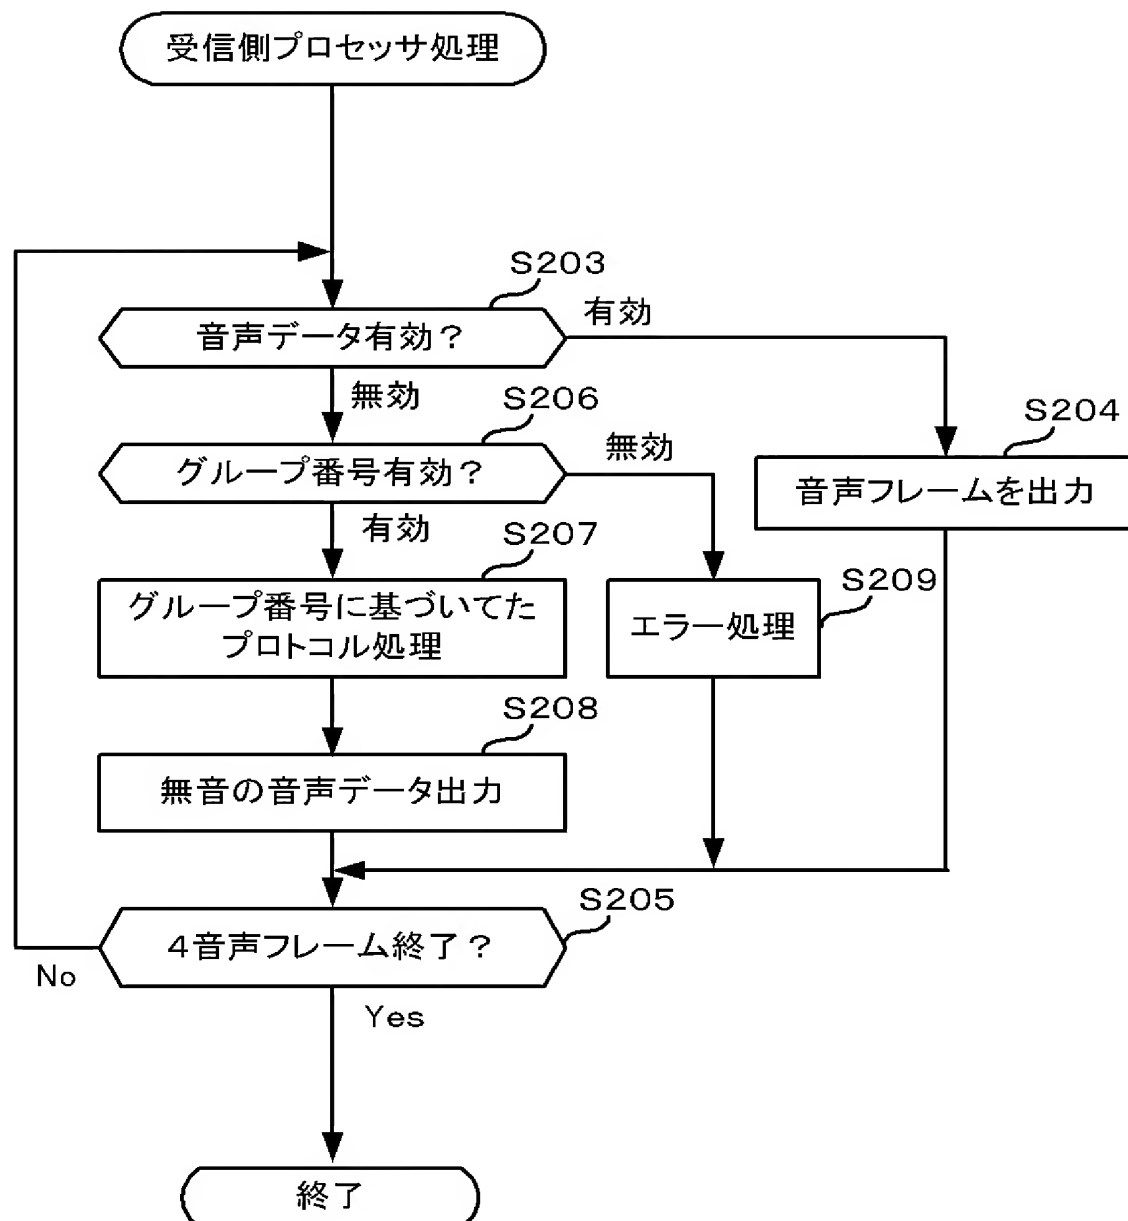 受信側プロセッサ処理
S203
音声データ有効？
有効
無効
S206
グループ番号有効？
無効
S204
音声フレームを出力
有効
S207
グループ番号に基づいてた
プロトコル処理
S209
エラー処理
S208
無音の音声データ出力
S205
４音声フレーム終了？
No
Yes
終了